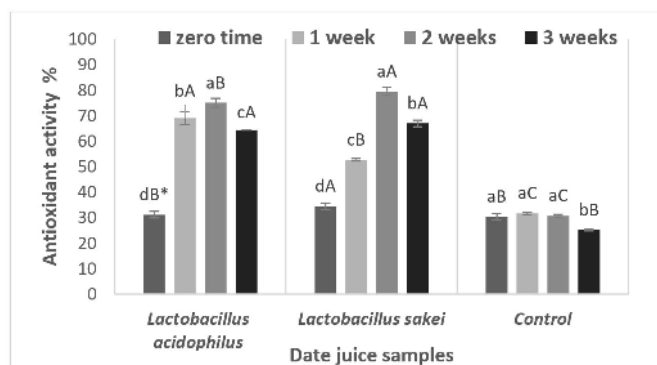 100
90
80
70
60
50
40
30
20
10
0
Antioxidant activity %
zero time 1 week 2 weeks 3 weeks
dB* bA aB cA
dA cB aA bA
aB aC aC bB
Lactobacillus acidophilus
Lactobacillus sakei
Control
Date juice samples